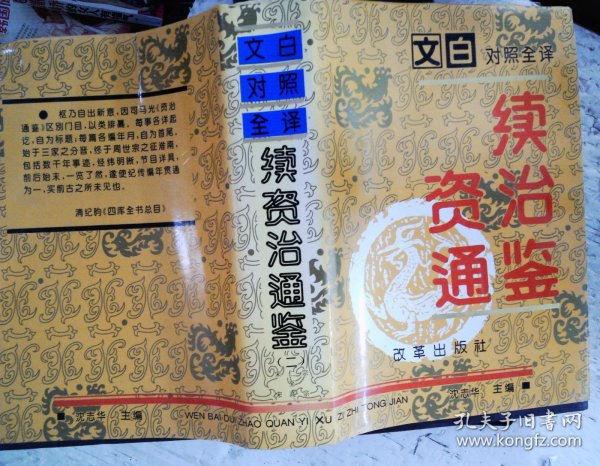 ● 枢乃自出新意，因司马光《资治
通鉴》区别门目，以类排纂。每事各详起
讫，自为标题，每篇各编年月，自为首尾。
始于三家之分晋，终于周世宗之征淮南，
包括数千年事迹，经纬明晰，节目详具，
前后始末，一览了然，遂使纪传编年贯通
为一，实前古之所未见也。
清纪昀《四库全书总目》
沈志华 主编
文白
对照
全译
续资治通鉴
(一)
文白对照全译
续治鉴
资通
改革出版社
沈志华 主编
WEN BAI DUI ZHAO QUAN YI XU ZI ZHI TONG JIAN
孔夫子旧书网
www.kongfz.com